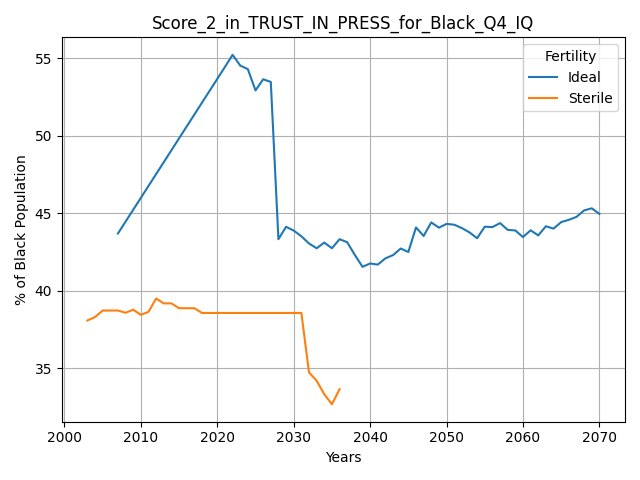 Score_2_in_TRUST_IN_PRESS_for_Black_Q4_IQ
Fertility
Ideal
Sterile
% of Black Population
55
50
45
40
35
2000 2010 2020 2030 2040 2050 2060 2070
Years